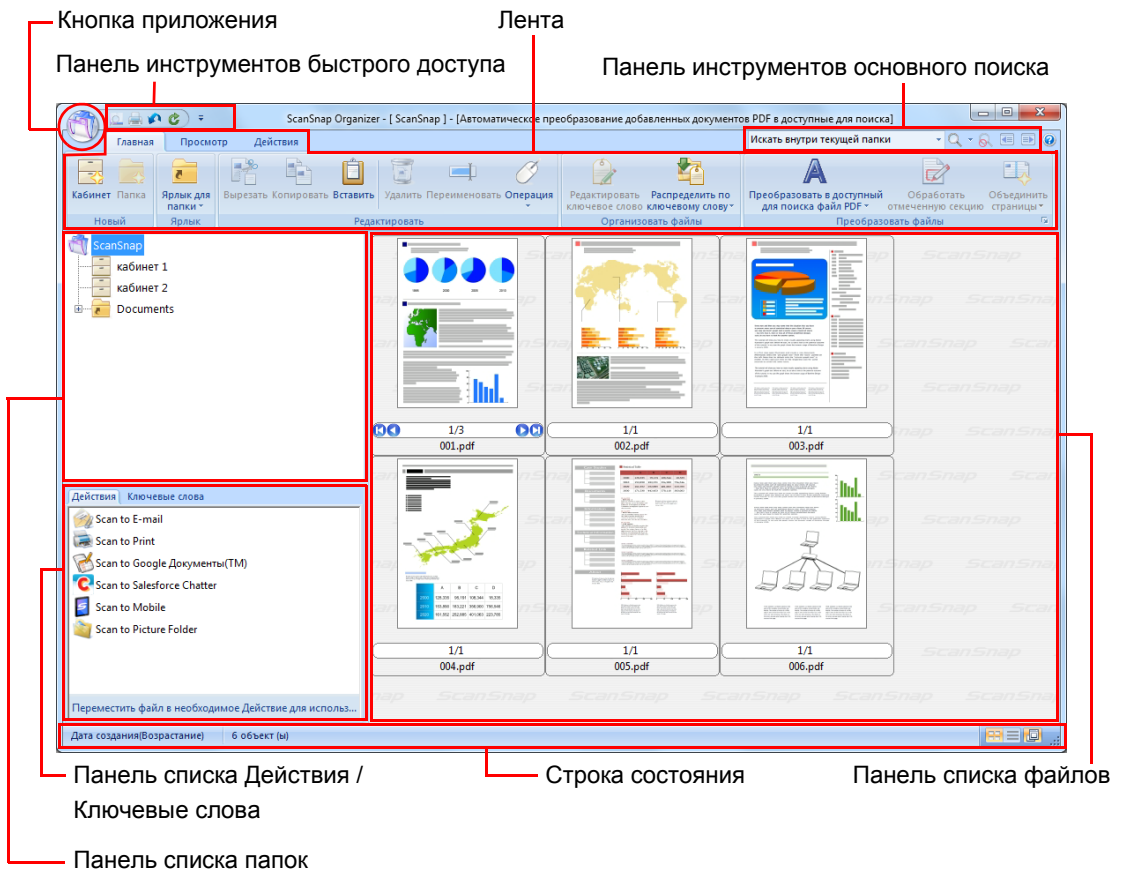 Кнопка приложения
Лента
Панель инструментов быстрого доступа
Панель инструментов основного поиска
ScanSnap Organizer - [ ScanSnap ] - [Автоматическое преобразование добавленных документов PDF в доступные для поиска]
Главная Просмотр Действия
Искать внутри текущей папки
Кабинет Папка
Новый
Ярлык для
папки
Ярлык
Вырезать Копировать Вставить Удалить Переименовать Операция
Редактировать
Редактировать
ключевое слово
Распределить по
ключевому слову
Организовать файлы
Преобразовать в доступный
для поиска файл PDF
Обработать
отмеченную секцию
Объединить
страницы
Преобразовать файлы
ScanSnap
кабинет 1
кабинет 2
Documents
1/3
001.pdf
1/1
002.pdf
1/1
003.pdf
Действия Ключевые слова
Scan to E-mail
Scan to Print
Scan to Google Документы(TM)
Scan to Salesforce Chatter
Scan to Mobile
Scan to Picture Folder
Переместить файл в необходимое Действие для использ...
1/1
004.pdf
1/1
005.pdf
1/1
006.pdf
ScanSnap
Дата создания(Возрастание) 6 объект (ы)
Панель списка Действия /
Ключевые слова
Строка состояния
Панель списка файлов
Панель списка папок